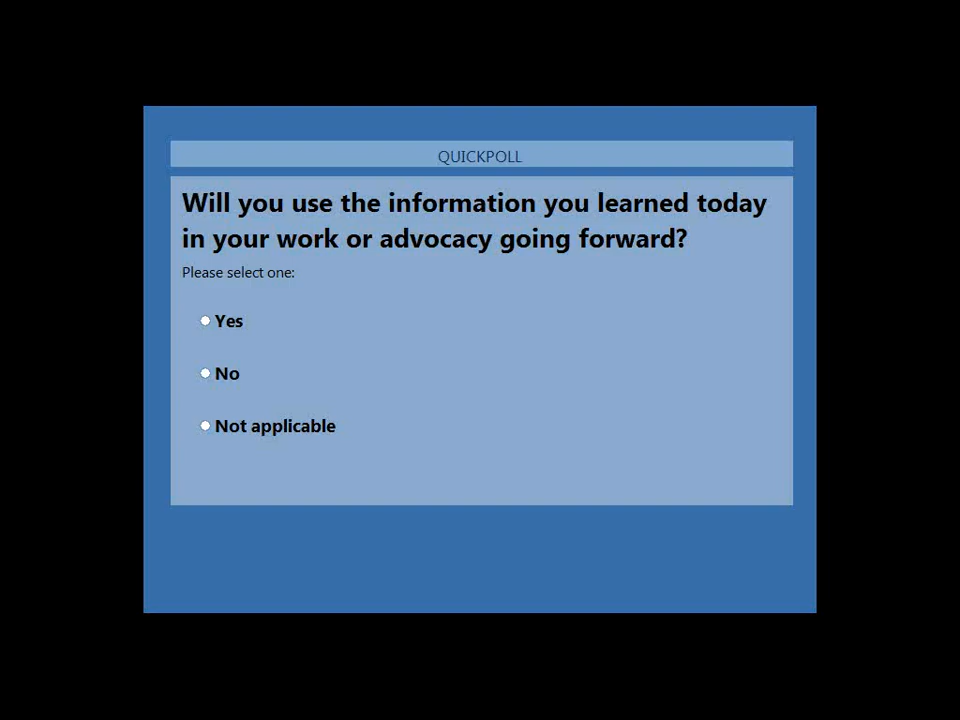 QUICKPOLL
Will you use the information you learned today
in your work or advocacy going forward?
Please select one:
Yes
No
Not applicable